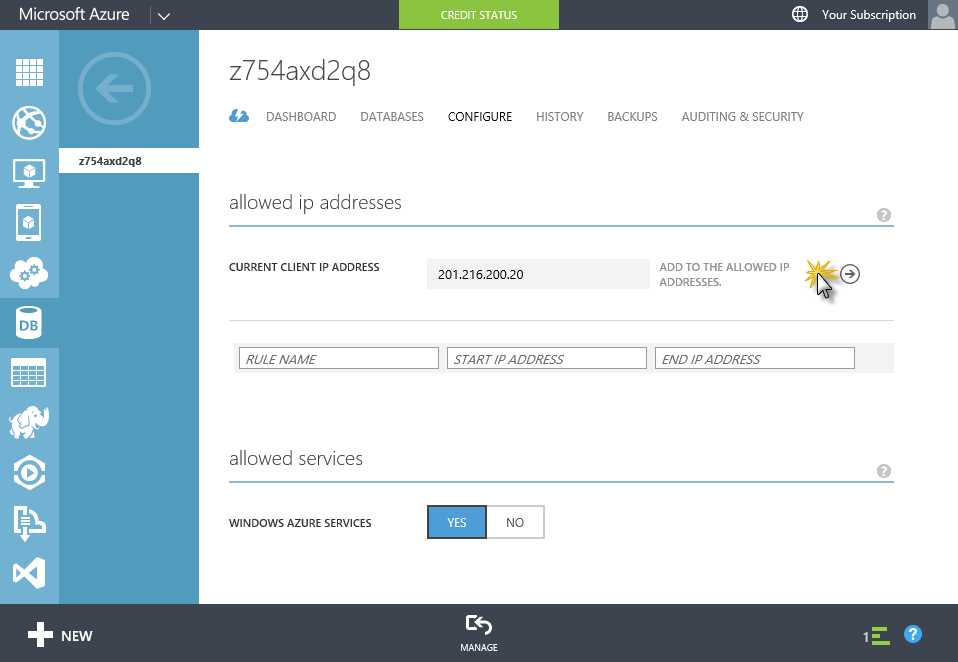 Microsoft Azure
CREDIT STATUS
Your Subscription
z754axd2q8
DASHBOARD DATABASES CONFIGURE HISTORY BACKUPS AUDITING & SECURITY
z754axd2q8
allowed ip addresses
?
CURRENT CLIENT IP ADDRESS
201.216.200.20
ADD TO THE ALLOWED IP
ADDRESSES.
DB
RULE NAME START IP ADDRESS END IP ADDRESS
allowed services
?
WINDOWS AZURE SERVICES YES NO
NEW
MANAGE
1
?